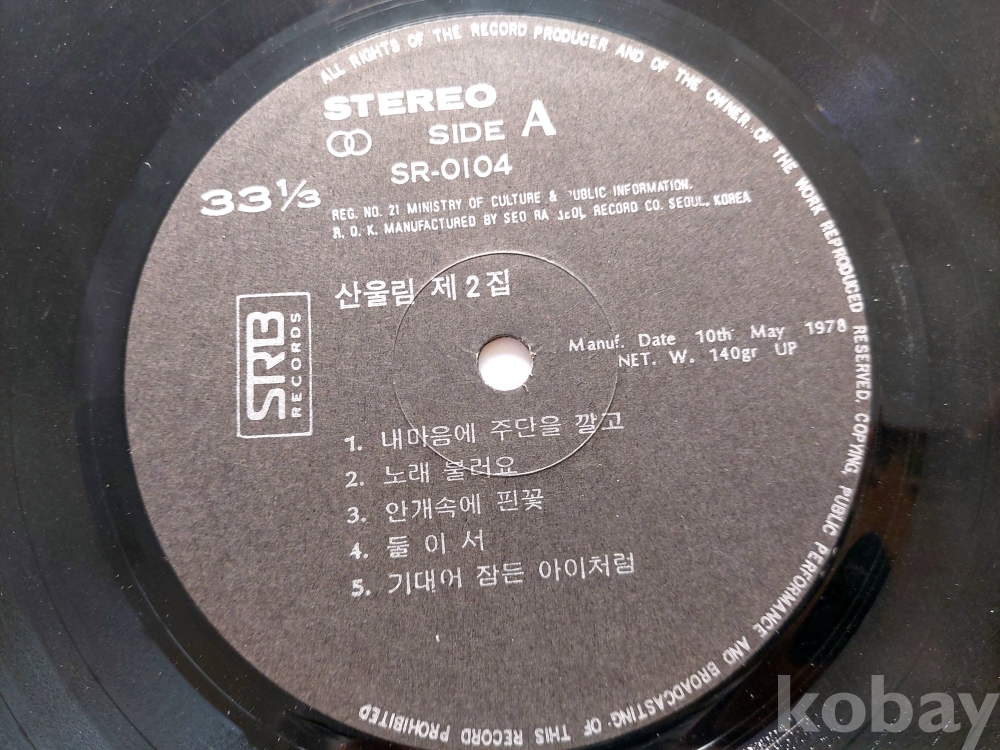 ALL RIGHTS OF THE RECORD PRODUCER AND OF THE OWNER OF THE WORK REPRODUCED RESERVED. COPYING, PUBLIC PERFORMANCE AND BROADCASTING OF THIS RECORD PROHIBITED
STEREO
SIDE A
SR-0104
33 1/3
REG. NO. 21 MINISTRY OF CULTURE & PUBLIC INFORMATION.
R. O. K. MANUFACTURED BY SEO RA BEOL RECORD CO. SEOUL, KOREA
산울림 제2집
SRB
RECORDS
Manuf. Date 10th May 1978
NET. W. 140gr UP
1. 내마음에 주단을 깔고
2. 노래 불러요
3. 안개속에 핀꽃
4. 둘 이 서
5. 기대어 잠든 아이처럼
kobay